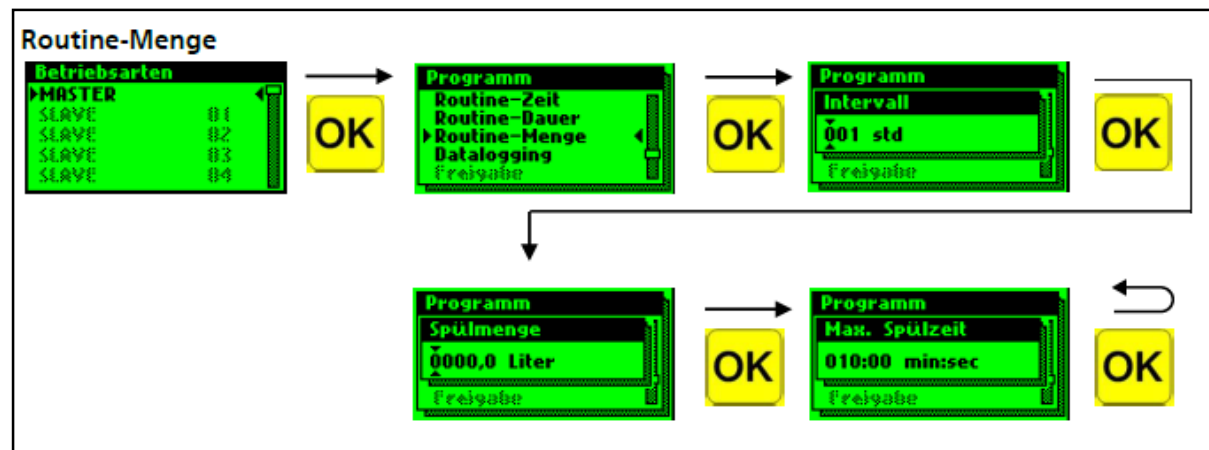 Routine-Menge
Betriebsarten
MASTER
SLAVE 01
SLAVE 02
SLAVE 03
SLAVE 04
OK
Programm
Routine-Zeit
Routine-Dauer
Routine-Menge
Datalogging
Freigabe
OK
Programm
Intervall
001 std
Freigabe
OK
Programm
Spülmenge
0000,0 Liter
Freigabe
OK
Programm
Max. Spülzeit
010:00 min:sec
Freigabe
OK